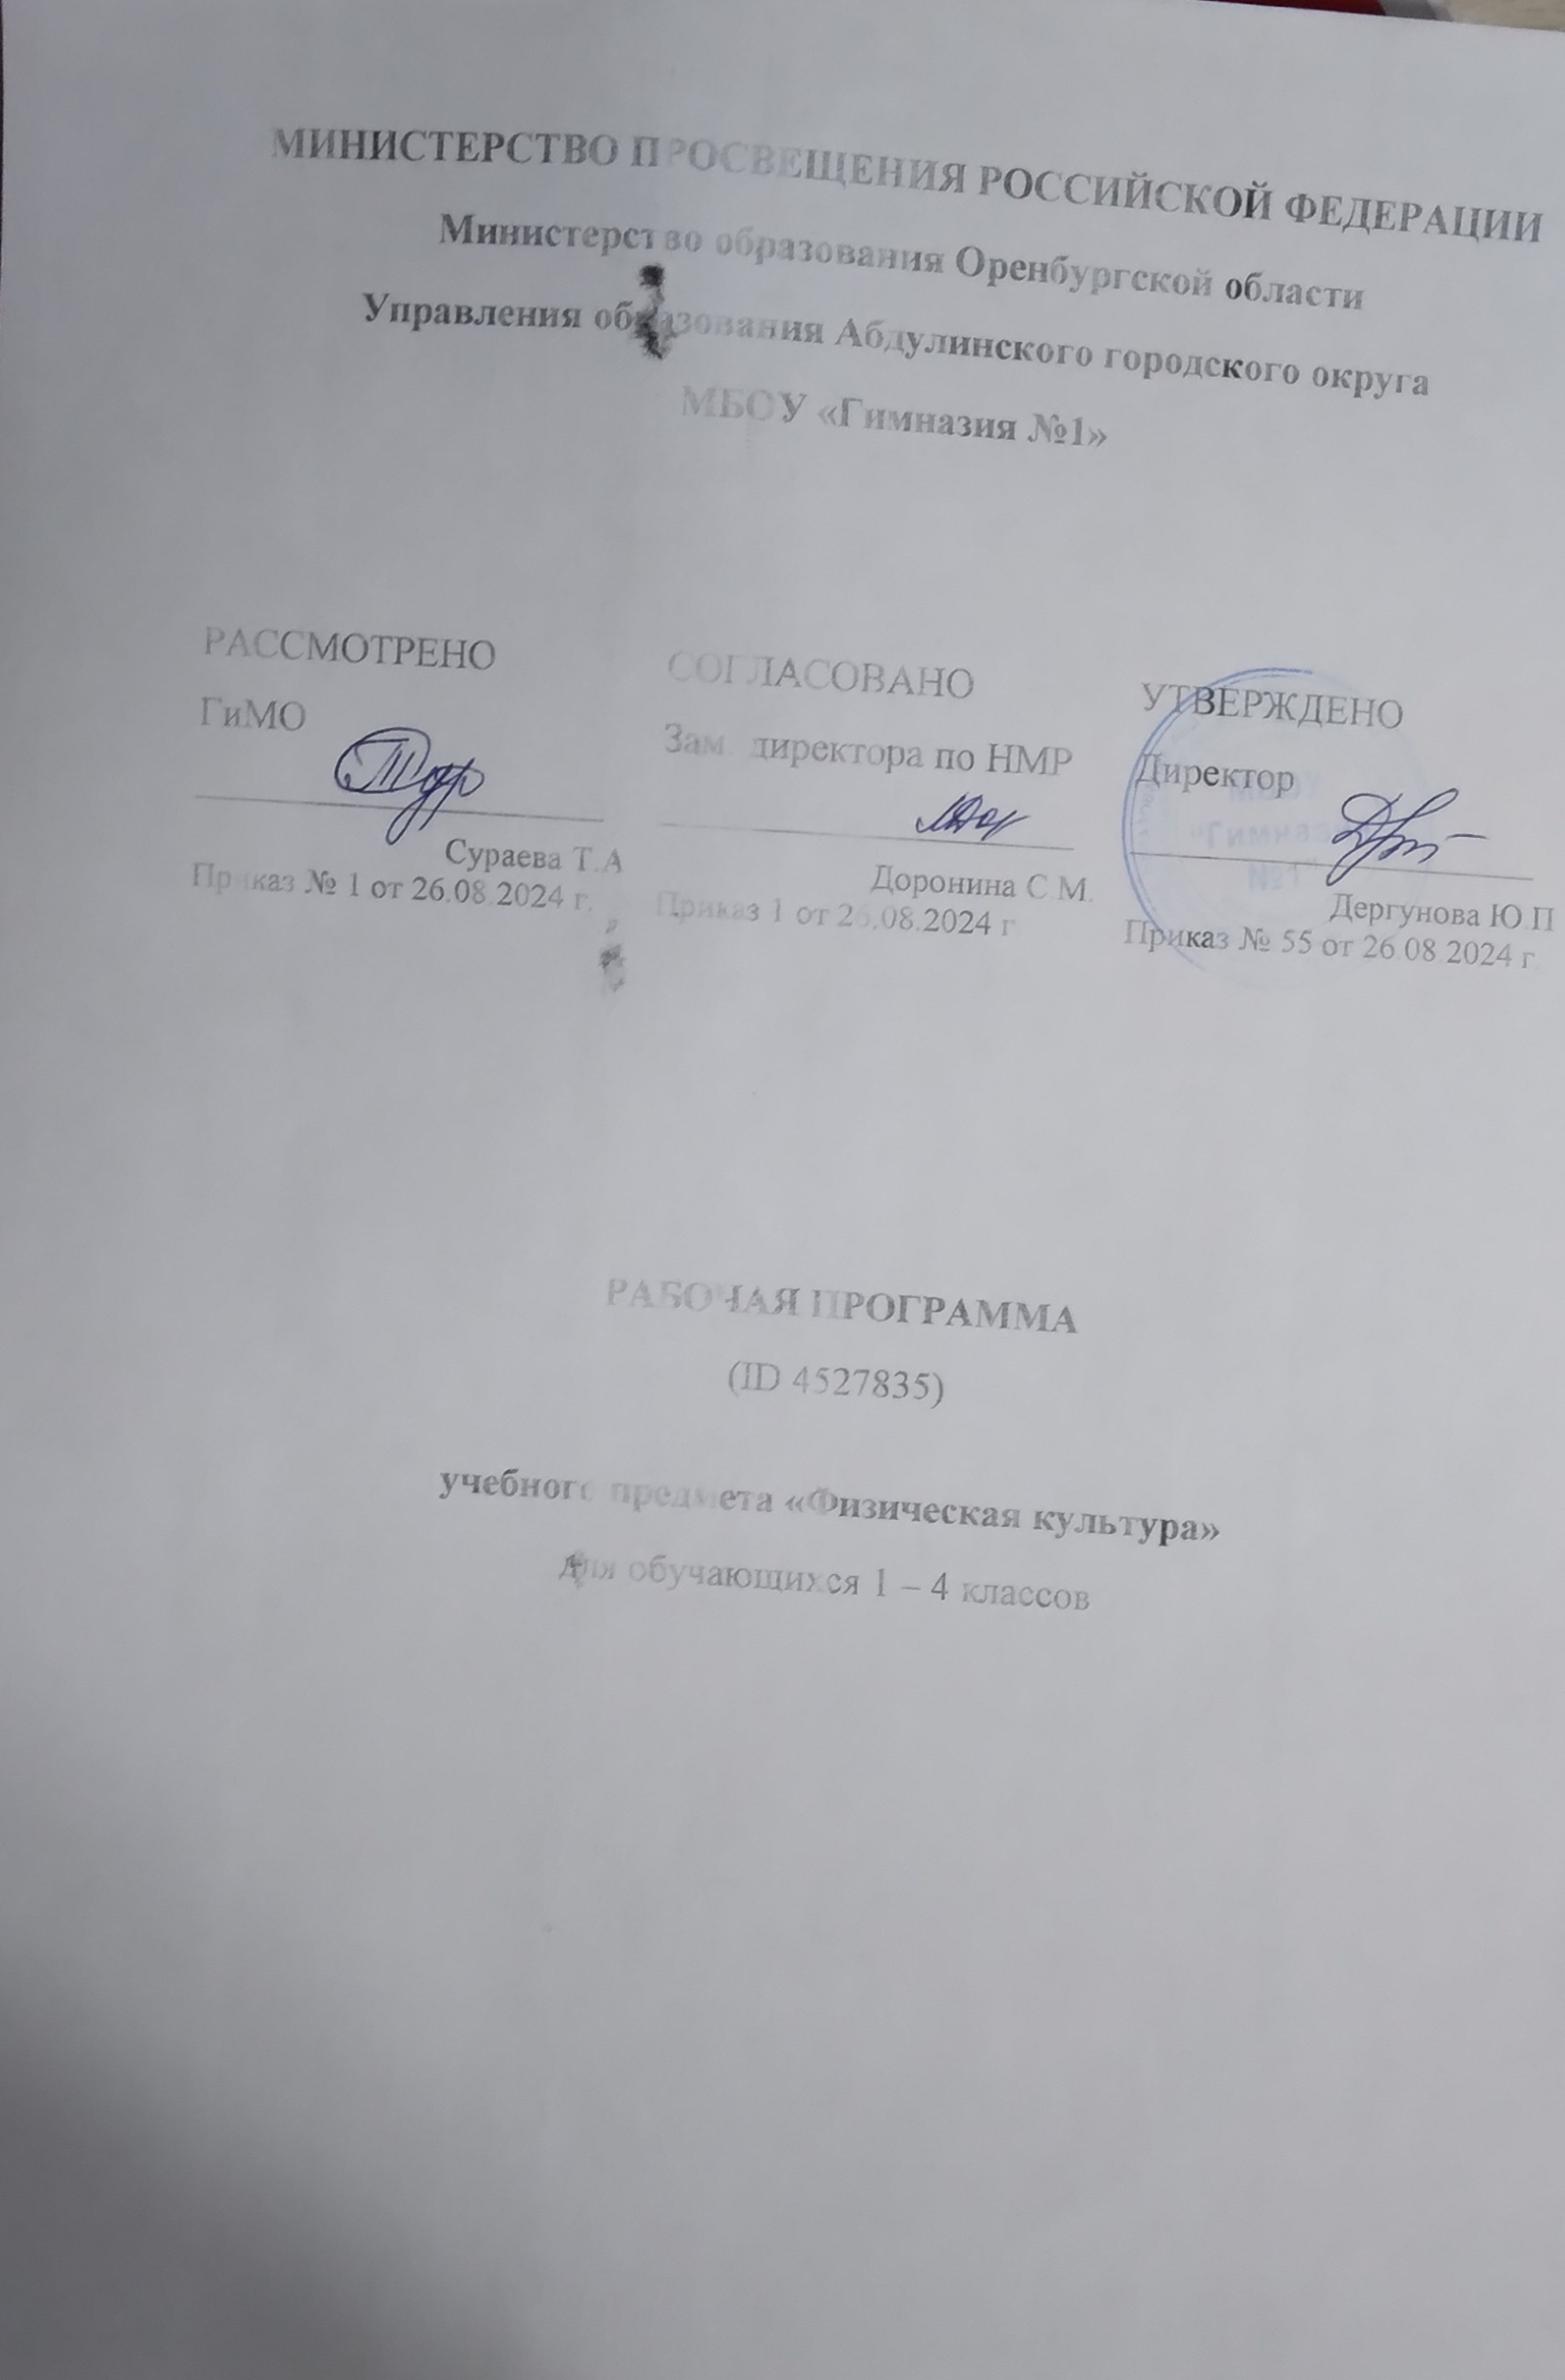 МИНИСТЕРСТВО ПРОСВЕЩЕНИЯ РОССИЙСКОЙ ФЕДЕРАЦИИ
Министерство образования Оренбургской области
Управления образования Абдулинского городского округа
МБОУ «Гимназия №1»
РАССМОТРЕНО
ГиМО
Сураева Т.А
Приказ № 1 от 26.08.2024 г.
СОГЛАСОВАНО
Зам. директора по НМР
Доронина С.М.
Приказ 1 от 26.08.2024 г
УТВЕРЖДЕНО
Директор
"Гимназия
№1"
Дергунова Ю.П
Приказ № 55 от 26.08.2024 г
РАБОЧАЯ ПРОГРАММА
(ID 4527835)
учебного предмета «Физическая культура»
для обучающихся 1 – 4 классов